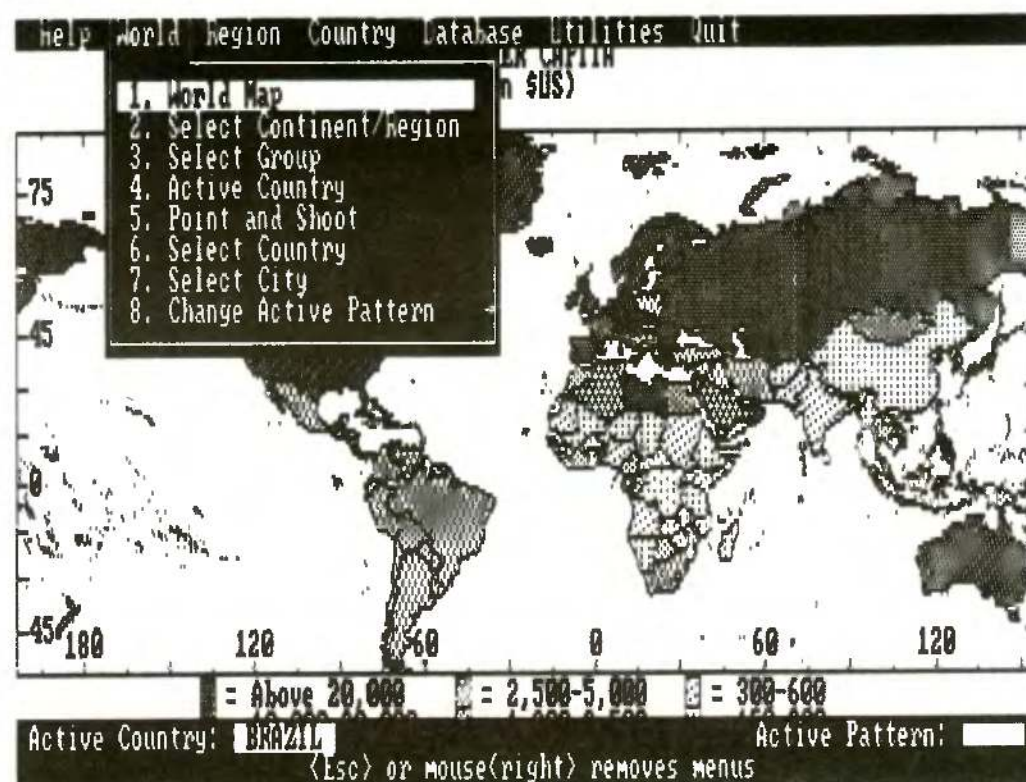 Help World Region Country Database Utilities Quit
ER CAPITA
n $US)
1. World Map
2. Select Continent/Region
3. Select Group
4. Active Country
5. Point and Shoot
6. Select Country
7. Select City
8. Change Active Pattern
75
45
0
-45
180 120 60 0 60 120
= Above 20,000 = 2,500-5,000 = 300-600
Active Country: BRAZIL Active Pattern:
<Esc> or mouse(right) removes menus